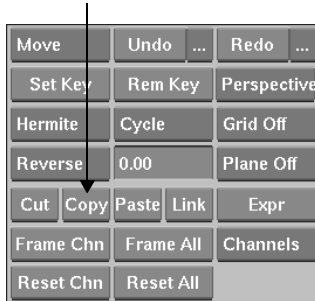 Move Undo ... Redo ...
Set Key Rem Key Perspective
Hermite Cycle Grid Off
Reverse 0.00 Plane Off
Cut Copy Paste Link Expr
Frame Chn Frame All Channels
Reset Chn Reset All